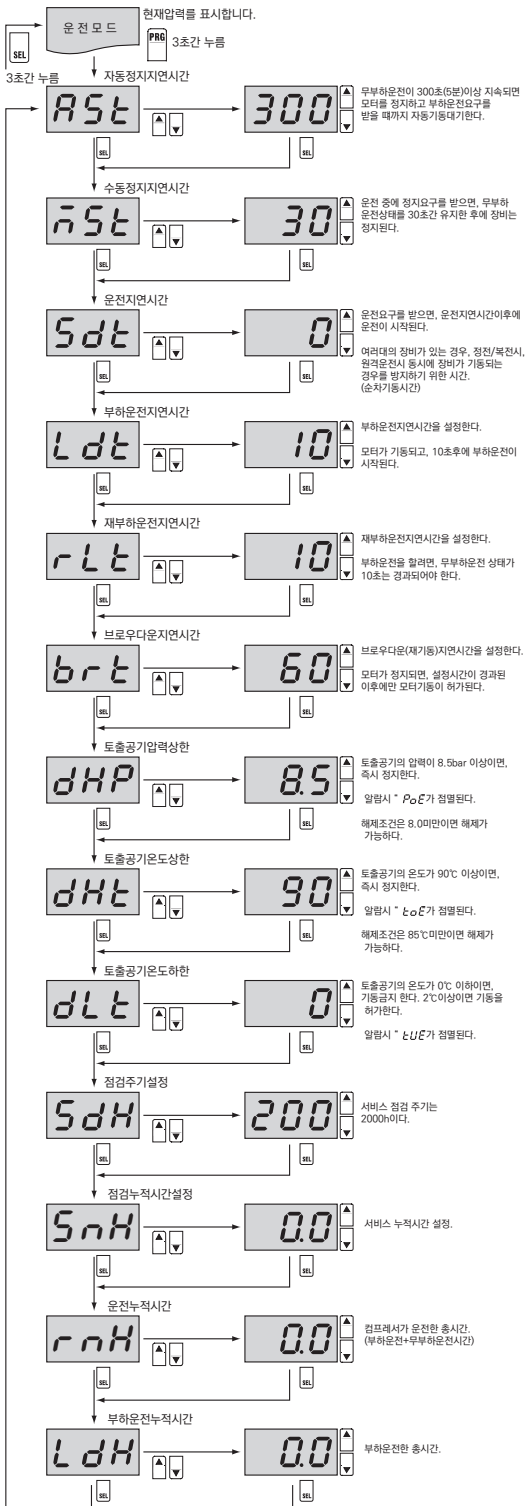 현재압력를 표시합니다.
운전모드
PRG
3초간 누름
SEL
3초간 누름
자동정지지연시간
ASt
300
무부하운전이 300초(5분)이상 지속되면
모터를 정지하고 부하운전요구를
받을 떄까지 자동기동대기한다.
SEL
SEL
수동정지지연시간
30
운전 중에 정지요구를 받으면, 무부하
운전상태를 30초간 유지한 후에 장비는
정지된다.
SEL
SEL
운전지연시간
Sdt
0
운전요구를 받으면, 운전지연시간이후에
운전이 시작된다.
여러대의 장비가 있는 경우, 정전/복전시,
원격운전시 동시에 장비가 기동되는
경우를 방지하기 위한 시간.
(순차기동시간)
SEL
SEL
부하운전지연시간
Ldt
10
부하운전지연시간을 설정한다.
모터가 기동되고, 10초후에 부하운전이
시작된다.
SEL
SEL
재부하운전지연시간
rLt
10
재부하운전지연시간을 설정한다.
부하운전을 할려면, 무부하운전 상태가
10초는 경과되어야 한다.
SEL
SEL
브로우다운지연시간
brt
60
브로우다운(재기동)지연시간을 설정한다.
모터가 정지되면, 설정시간이 경과된
이후에만 모터기동이 허가된다.
SEL
SEL
토출공기압력상한
dHP
8.5
토출공기의 압력이 8.5bar 이상이면,
즉시 정지한다.
알람시 " PoE가 점멸된다.
해제조건은 8.0미만이면 해제가
가능하다.
SEL
SEL
토출공기온도상한
dHt
90
토출공기의 온도가 90℃ 이상이면,
즉시 정지한다.
알람시 " toE가 점멸된다.
해제조건은 85℃미만이면 해제가
가능하다.
SEL
SEL
토출공기온도하한
dLt
0
토출공기의 온도가 0℃ 이하이면,
기동금지 한다. 2℃이상이면 기동을
허가한다.
알람시 " tUE가 점멸된다.
SEL
SEL
점검주기설정
SdH
200
서비스 점검 주기는
2000h이다.
SEL
SEL
점검누적시간설정
SnH
0.0
서비스 누적시간 설정.
SEL
SEL
운전누적시간
rnH
0.0
컴프레서가 운전한 총시간.
(부하운전+무부하운전시간)
SEL
SEL
부하운전누적시간
LdH
0.0
부하운전한 총시간.
SEL
SEL